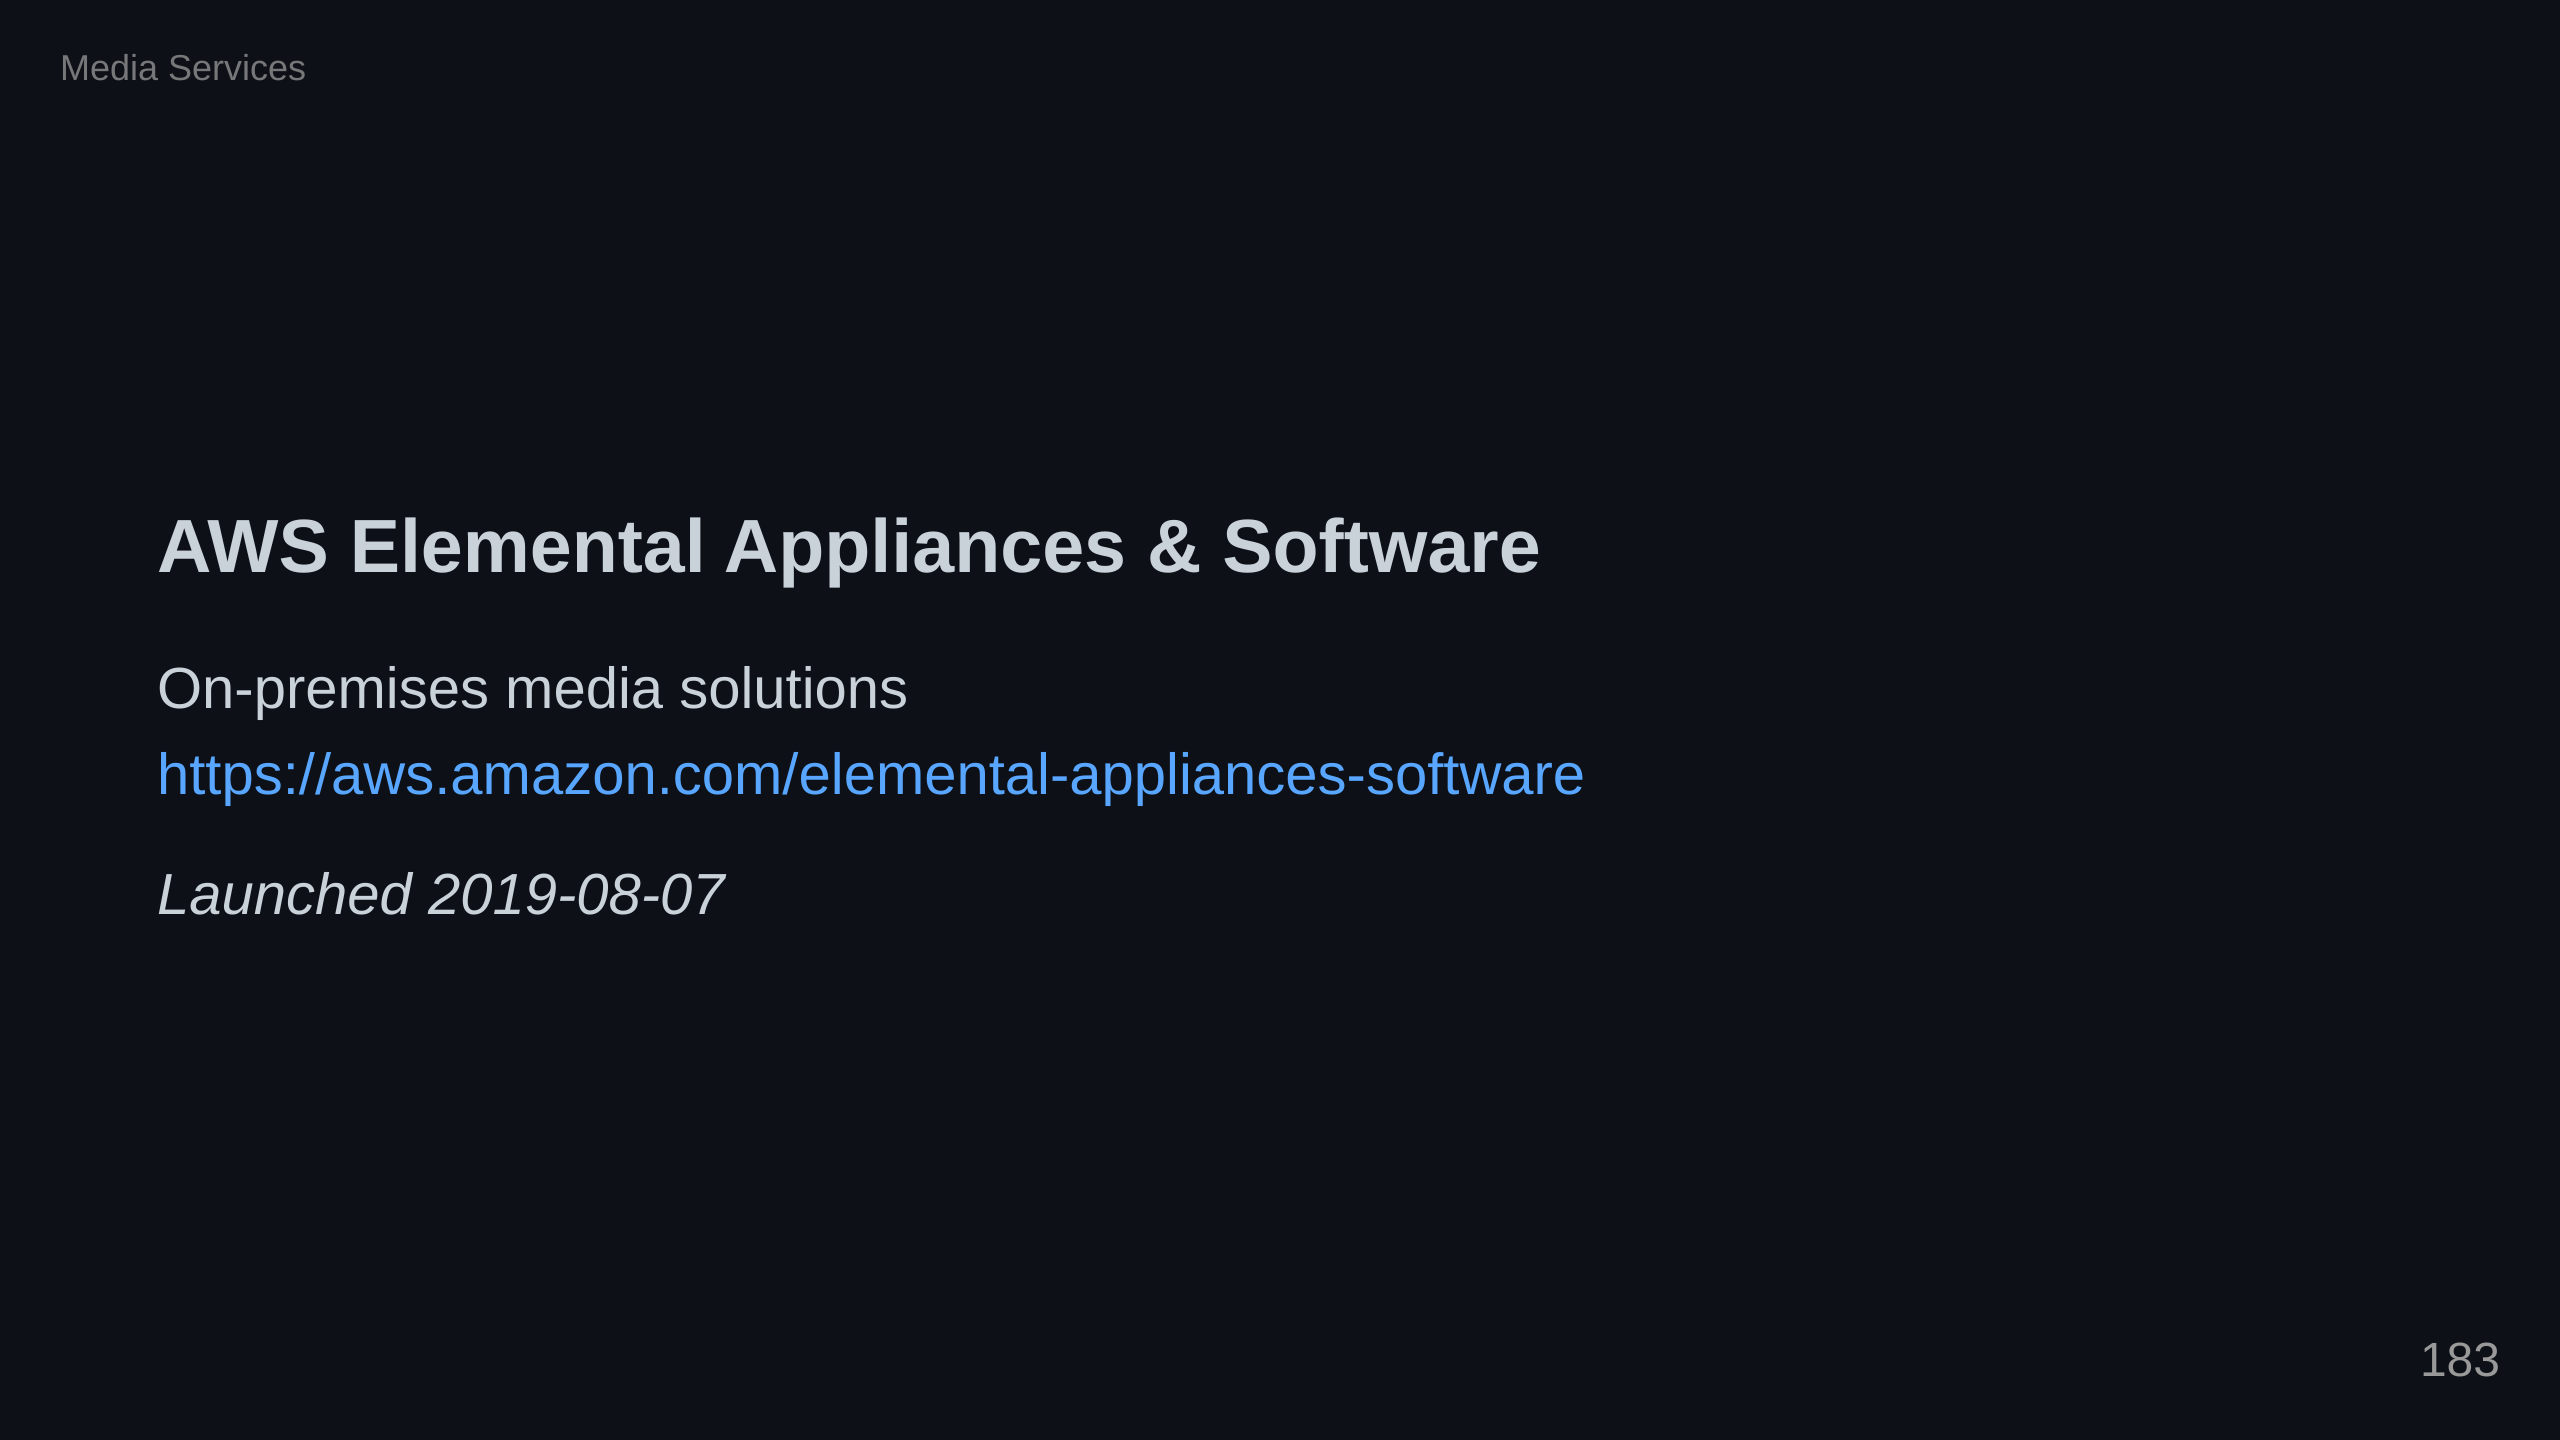 Media Services
AWS Elemental Appliances & Software
On-premises media solutions
https://aws.amazon.com/elemental-appliances-software
Launched 2019-08-07
183